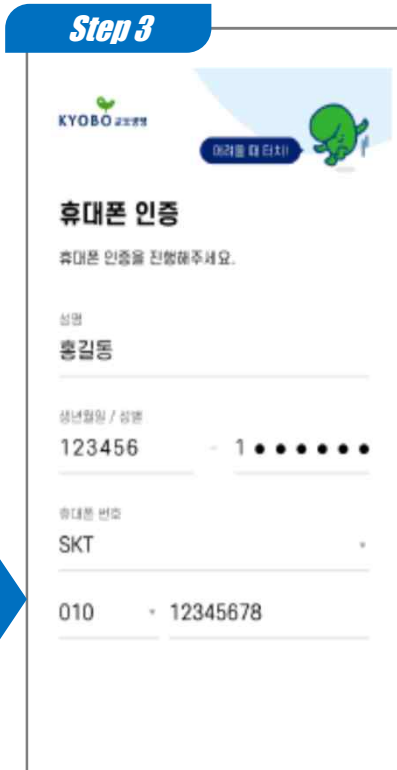 Step 3
KYOBO 교보생명
어려울 때 터치!
휴대폰 인증
휴대폰 인증을 진행해주세요.
성명
홍길동
생년월일 / 성별
123456 - 1 ● ● ● ● ● ●
휴대폰 번호
SKT
010 12345678